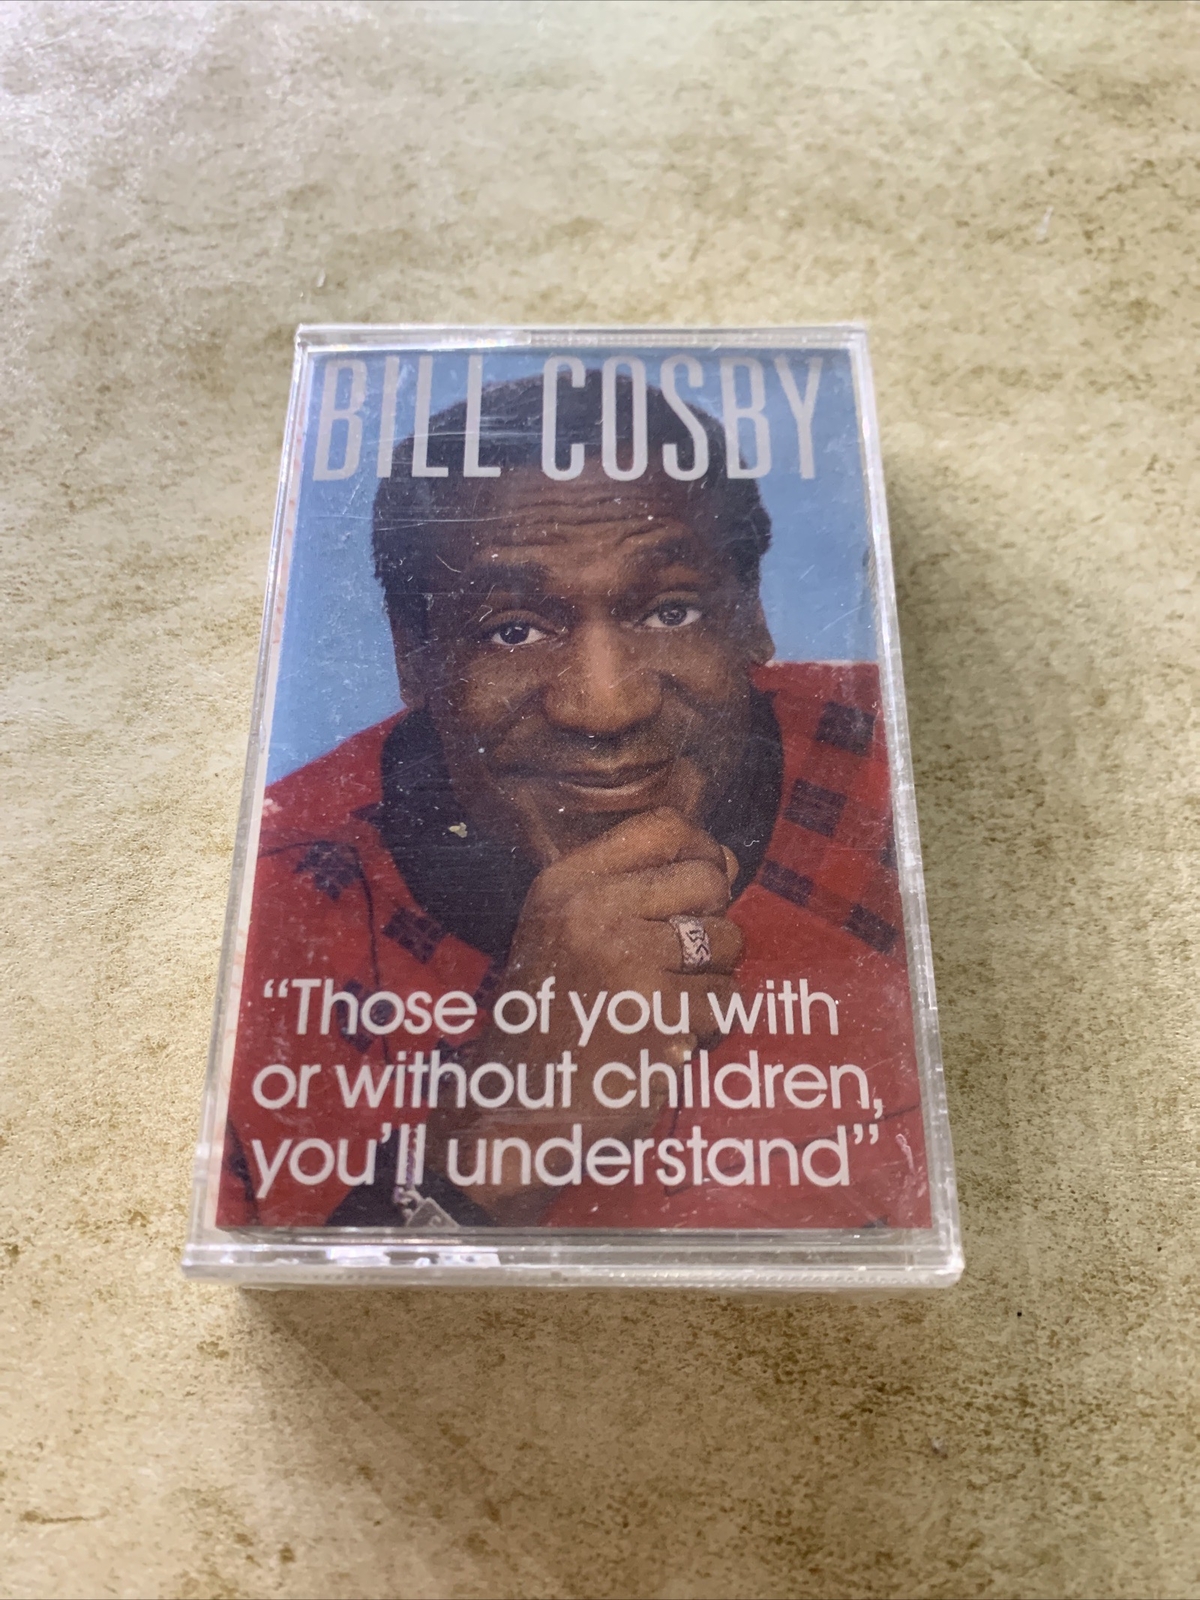 BILL COSBY
“Those of you with
or without children,
you’ll understand”